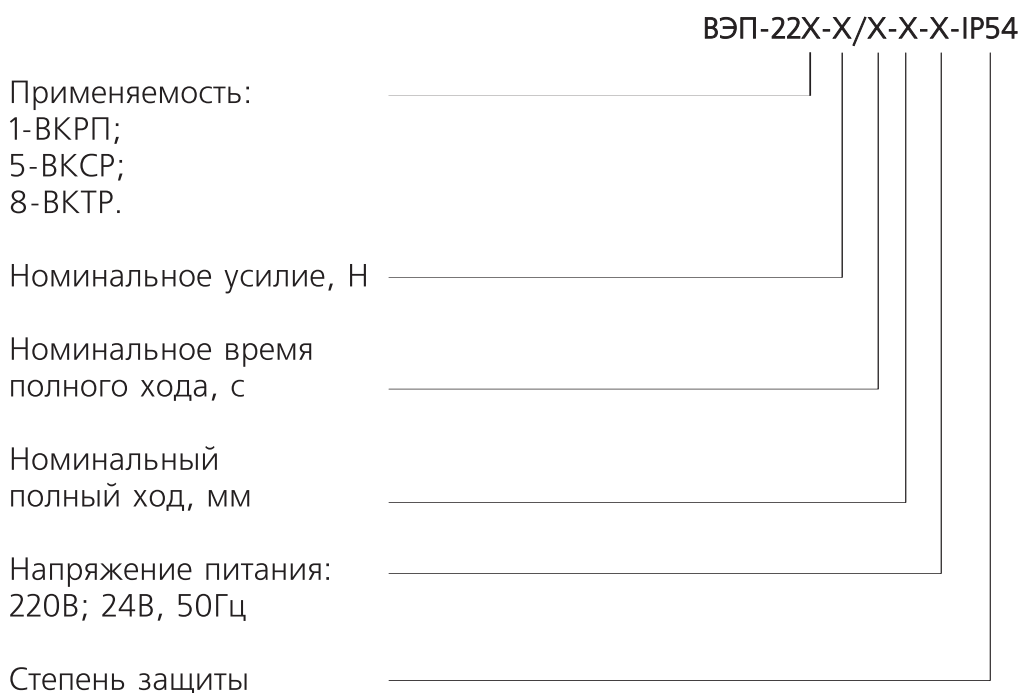 ВЭП-22Х-Х/Х-Х-Х-IP54
Применяемость:
1-ВКРП;
5-ВКСР;
8-ВКТР.
Номинальное усилие, Н
Номинальное время
полного хода, с
Номинальный
полный ход, мм
Напряжение питания:
220В; 24В, 50Гц
Степень защиты